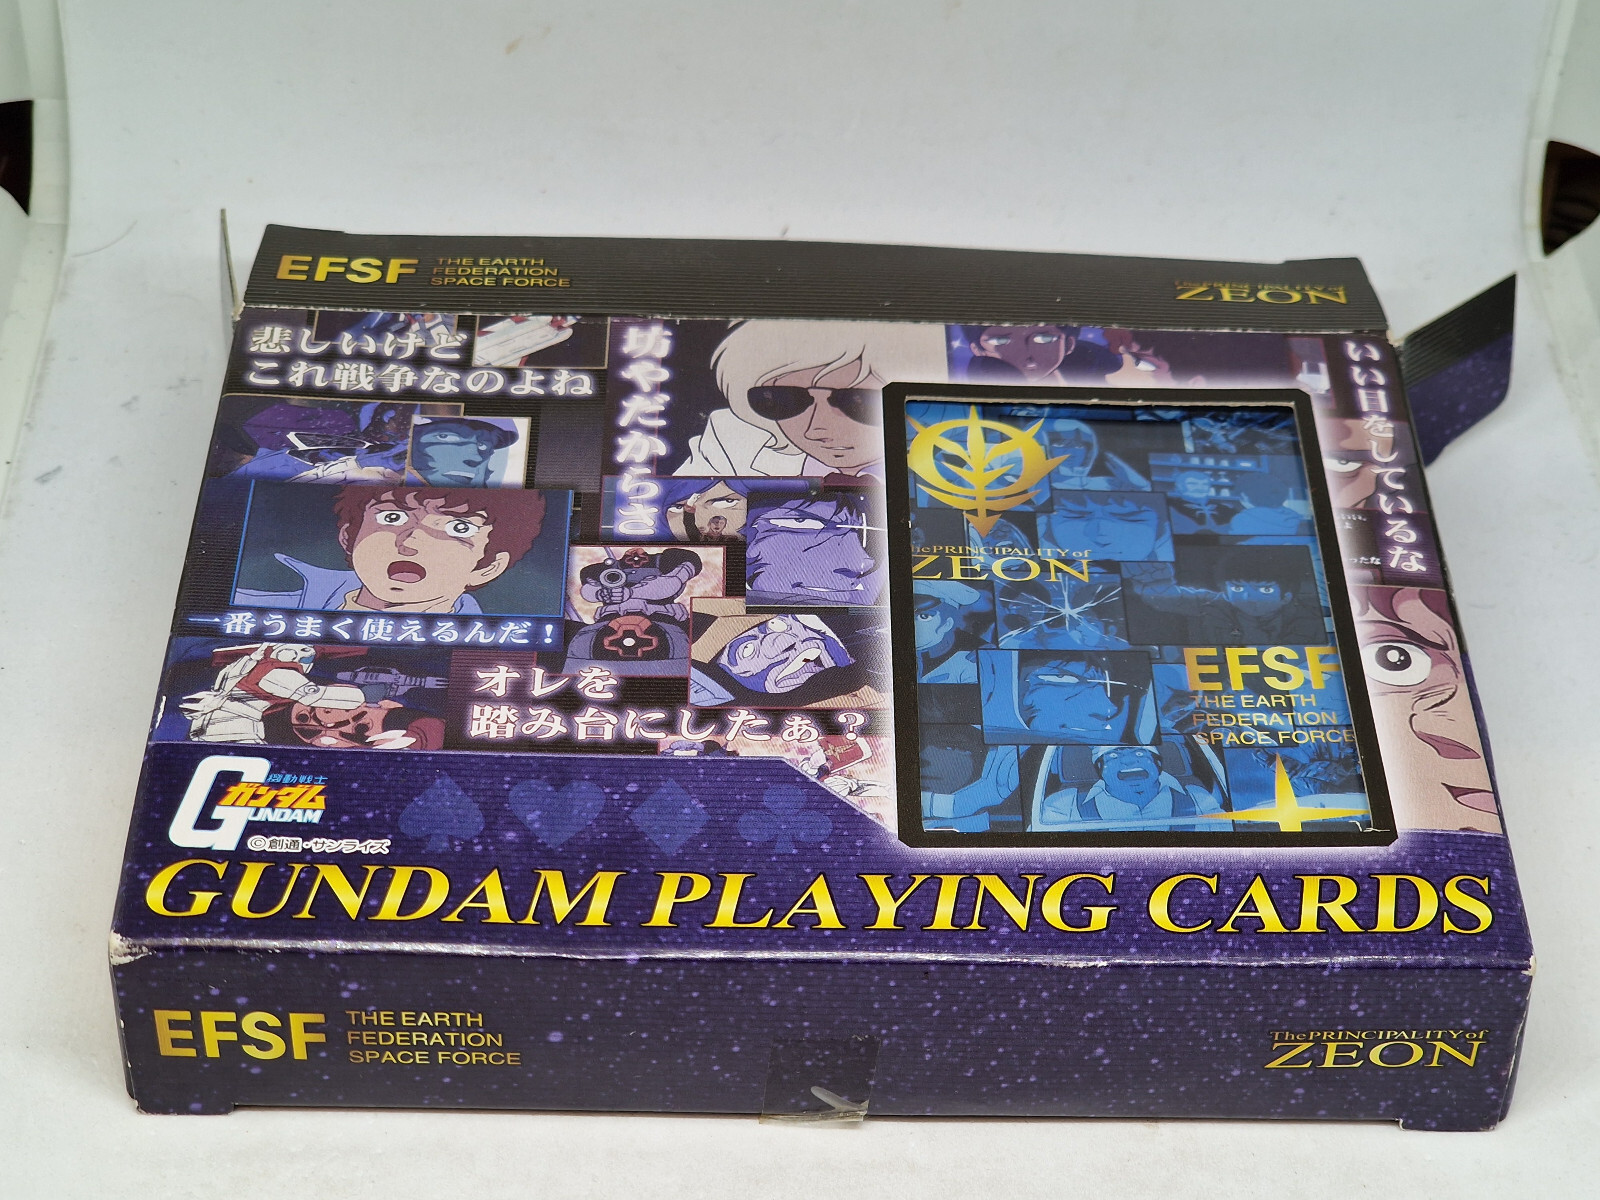 EFSF
THE EARTH
FEDERATION
SPACE FORCE
ZEON
悲しいけど
これ戦争なのよね
坊やだからさ
いい目をしているな
一番うまく使えるんだ!
オレを
踏み台にしたぁ?
The PRINCIPALITY of
ZEON
EFSF
THE EARTH
FEDERATION
SPACE FORCE
機動戦士
ガンダム
GUNDAM
©創通・サンライズ
GUNDAM PLAYING CARDS
EFSF
THE EARTH
FEDERATION
SPACE FORCE
The PRINCIPALITY of
ZEON